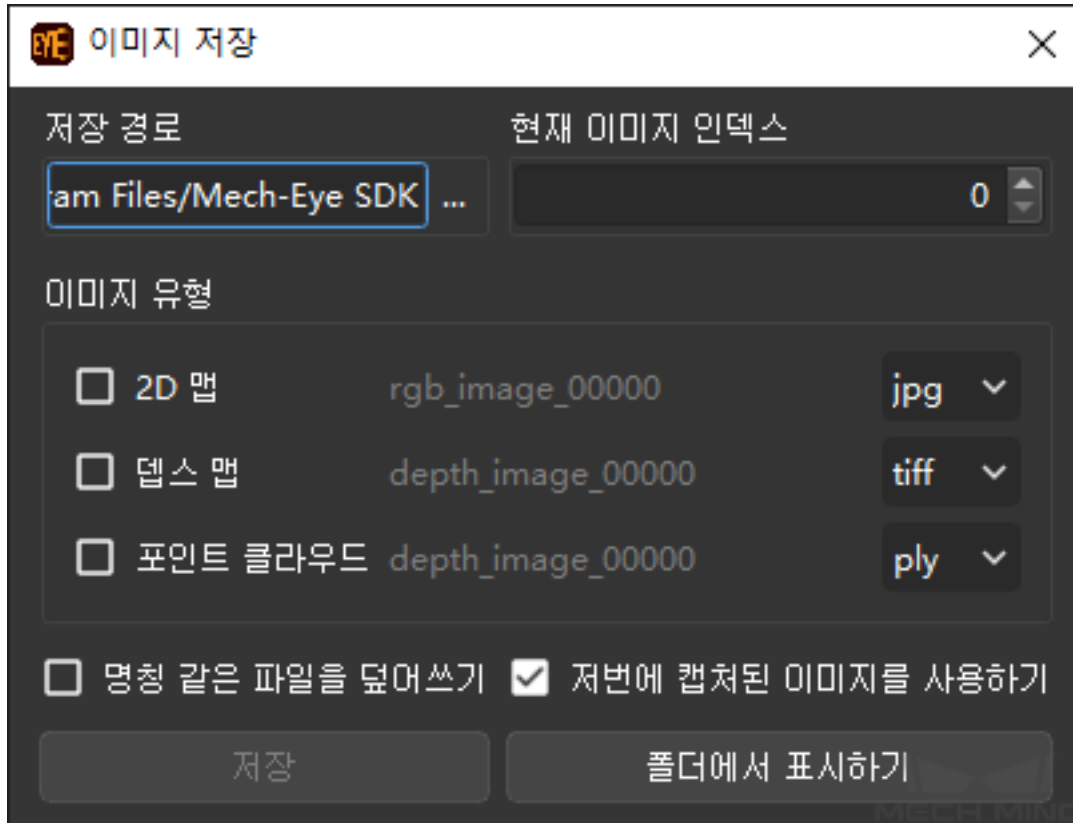 EYE 이미지 저장
저장 경로 현재 이미지 인덱스
ram Files/Mech-Eye SDK ... 0
이미지 유형
2D 맵 rgb_image_00000 jpg
뎁스 맵 depth_image_00000 tiff
포인트 클라우드 depth_image_00000 ply
명칭 같은 파일을 덮어쓰기 저번에 캡처된 이미지를 사용하기
저장 폴더에서 표시하기
MECH MIND